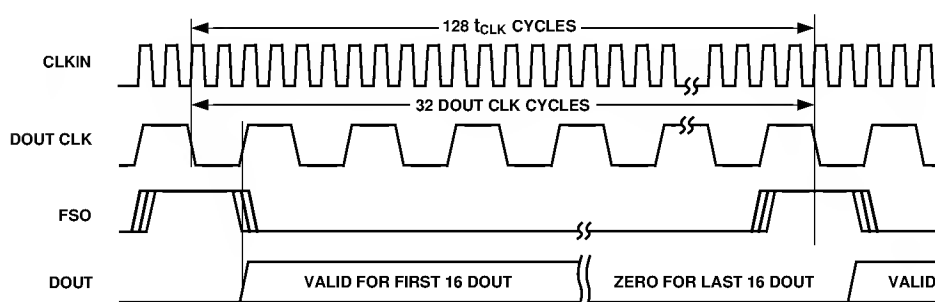 128 tCLK CYCLES
CLKIN
32 DOUT CLK CYCLES
DOUT CLK
FSO
DOUT
VALID FOR FIRST 16 DOUT
ZERO FOR LAST 16 DOUT
VALID